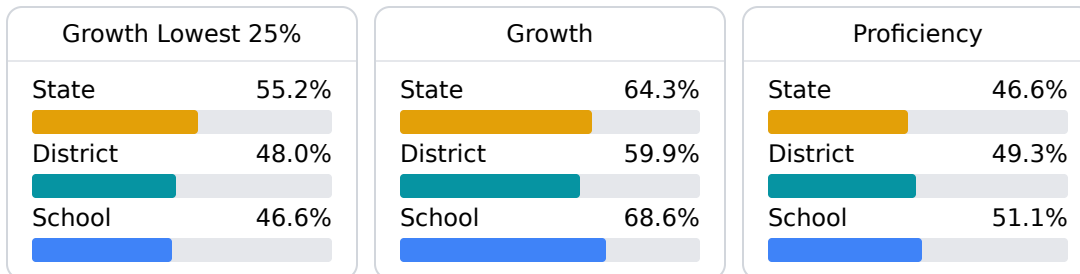 Growth Lowest 25%
State 55.2%
District 48.0%
School 46.6%
Growth
State 64.3%
District 59.9%
School 68.6%
Proficiency
State 46.6%
District 49.3%
School 51.1%